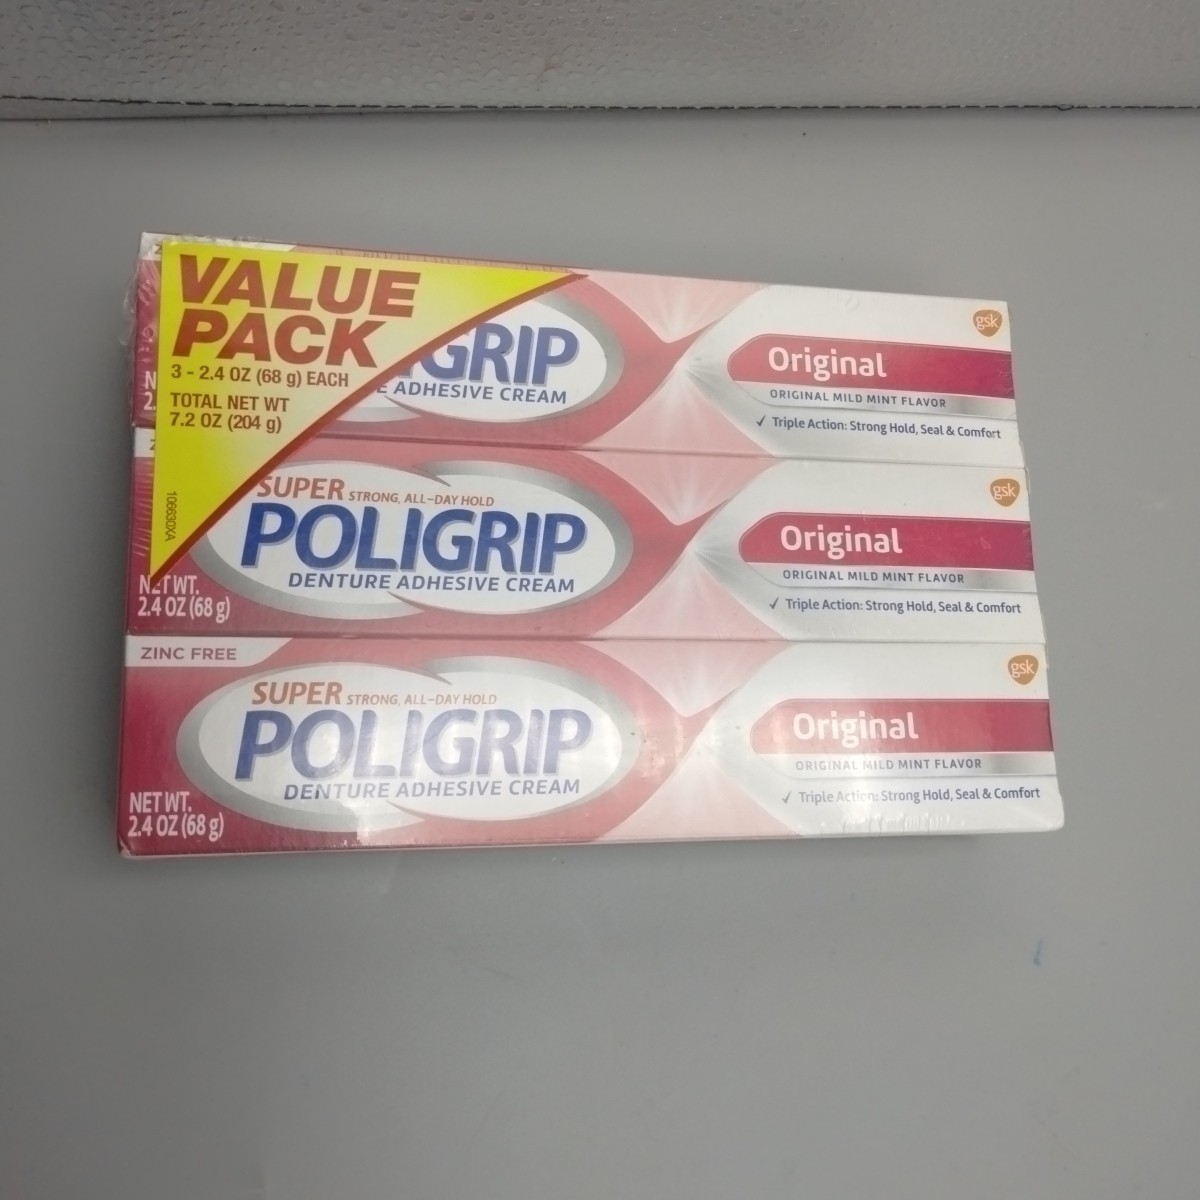 VALUE
PACK
3 - 2.4 OZ (68 g) EACH
TOTAL NET WT
7.2 OZ (204 g)
106630XA
GRIP
ADHESIVE CREAM
gsk
Original
ORIGINAL MILD MINT FLAVOR
✓ Triple Action: Strong Hold, Seal & Comfort
SUPER STRONG, ALL-DAY HOLD
POLIGRIP
DENTURE ADHESIVE CREAM
NET WT.
2.4 OZ (68 g)
gsk
Original
ORIGINAL MILD MINT FLAVOR
✓ Triple Action: Strong Hold, Seal & Comfort
ZINC FREE
SUPER STRONG, ALL-DAY HOLD
POLIGRIP
DENTURE ADHESIVE CREAM
NET WT.
2.4 OZ (68 g)
gsk
Original
ORIGINAL MILD MINT FLAVOR
✓ Triple Action: Strong Hold, Seal & Comfort